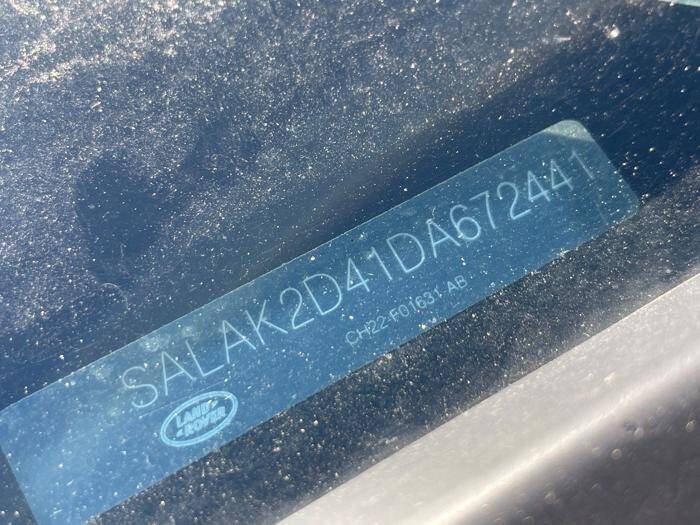 SALAK2D41DA672441
CH22-F01631-AB
LAND
ROVER